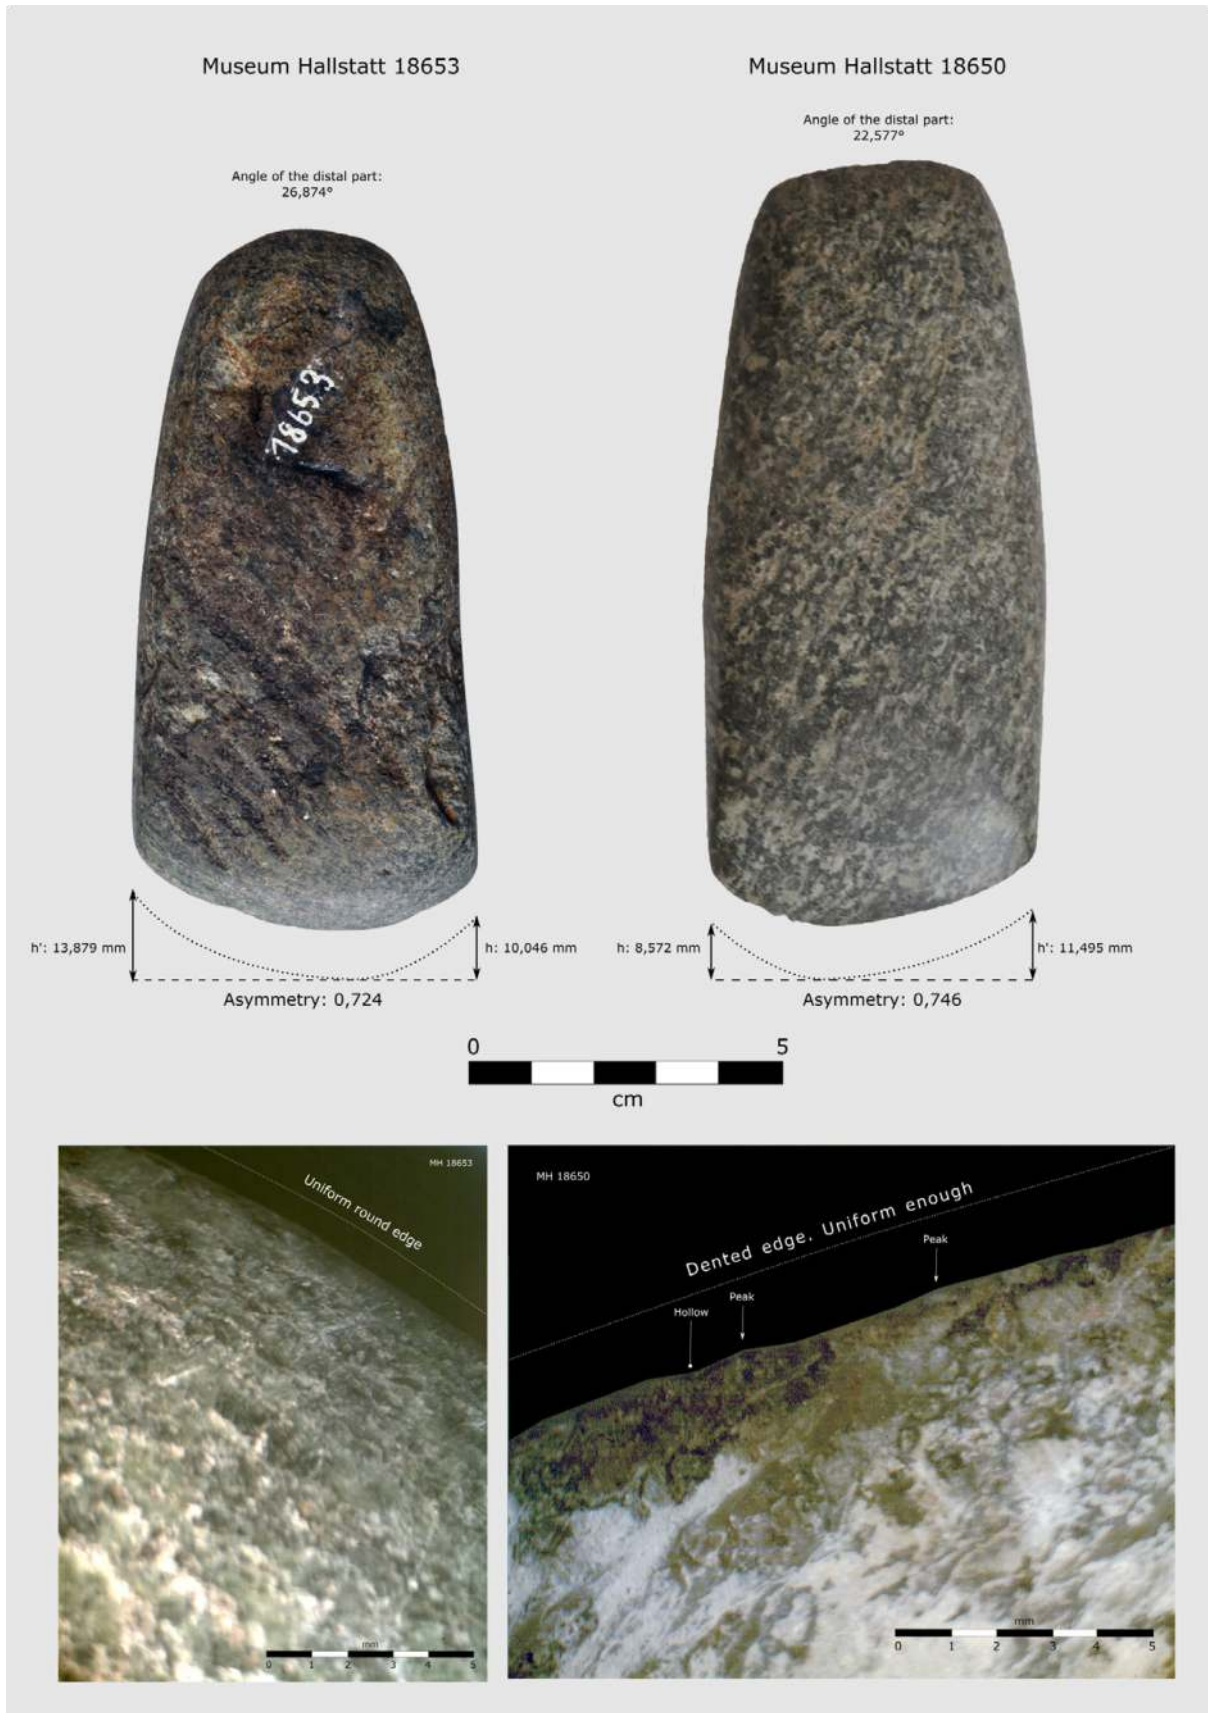 Museum Hallstatt 18653
Museum Hallstatt 18650
Angle of the distal part:
26,874°
Angle of the distal part:
22,577°
18653
h': 13,879 mm
h: 10,046 mm
Asymmetry: 0,724
h: 8,572 mm
h': 11,495 mm
Asymmetry: 0,746
0 5
cm
MH 18653
Uniform round edge
mm
0 1 2 3 4 5
MH 18650
Dented edge. Uniform enough
Peak
Peak
Hollow
mm
0 1 2 3 4 5